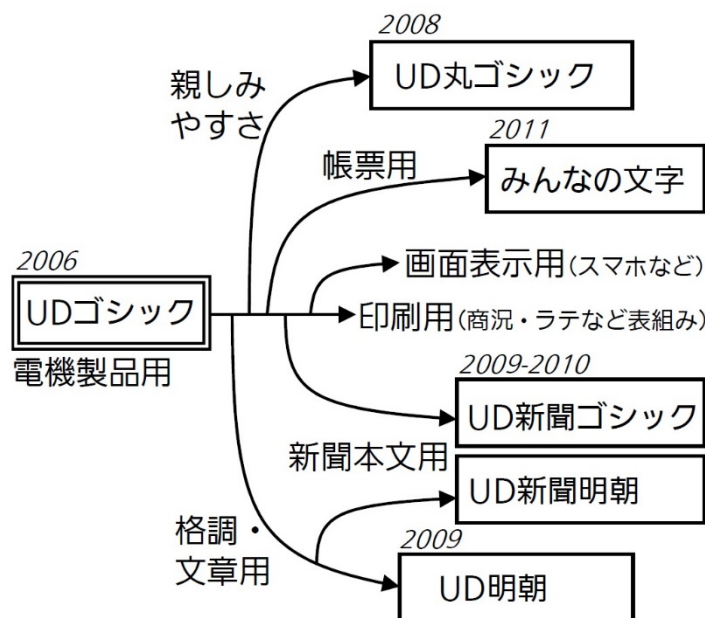 2008
UD丸ゴシック
親しみ
やすさ
2011
帳票用
みんなの文字
2006
UDゴシック
電機製品用
画面表示用(スマホなど)
印刷用(商況・ラテなど表組み)
2009-2010
UD新聞ゴシック
新聞本文用
UD新聞明朝
格調・
文章用
2009
UD明朝